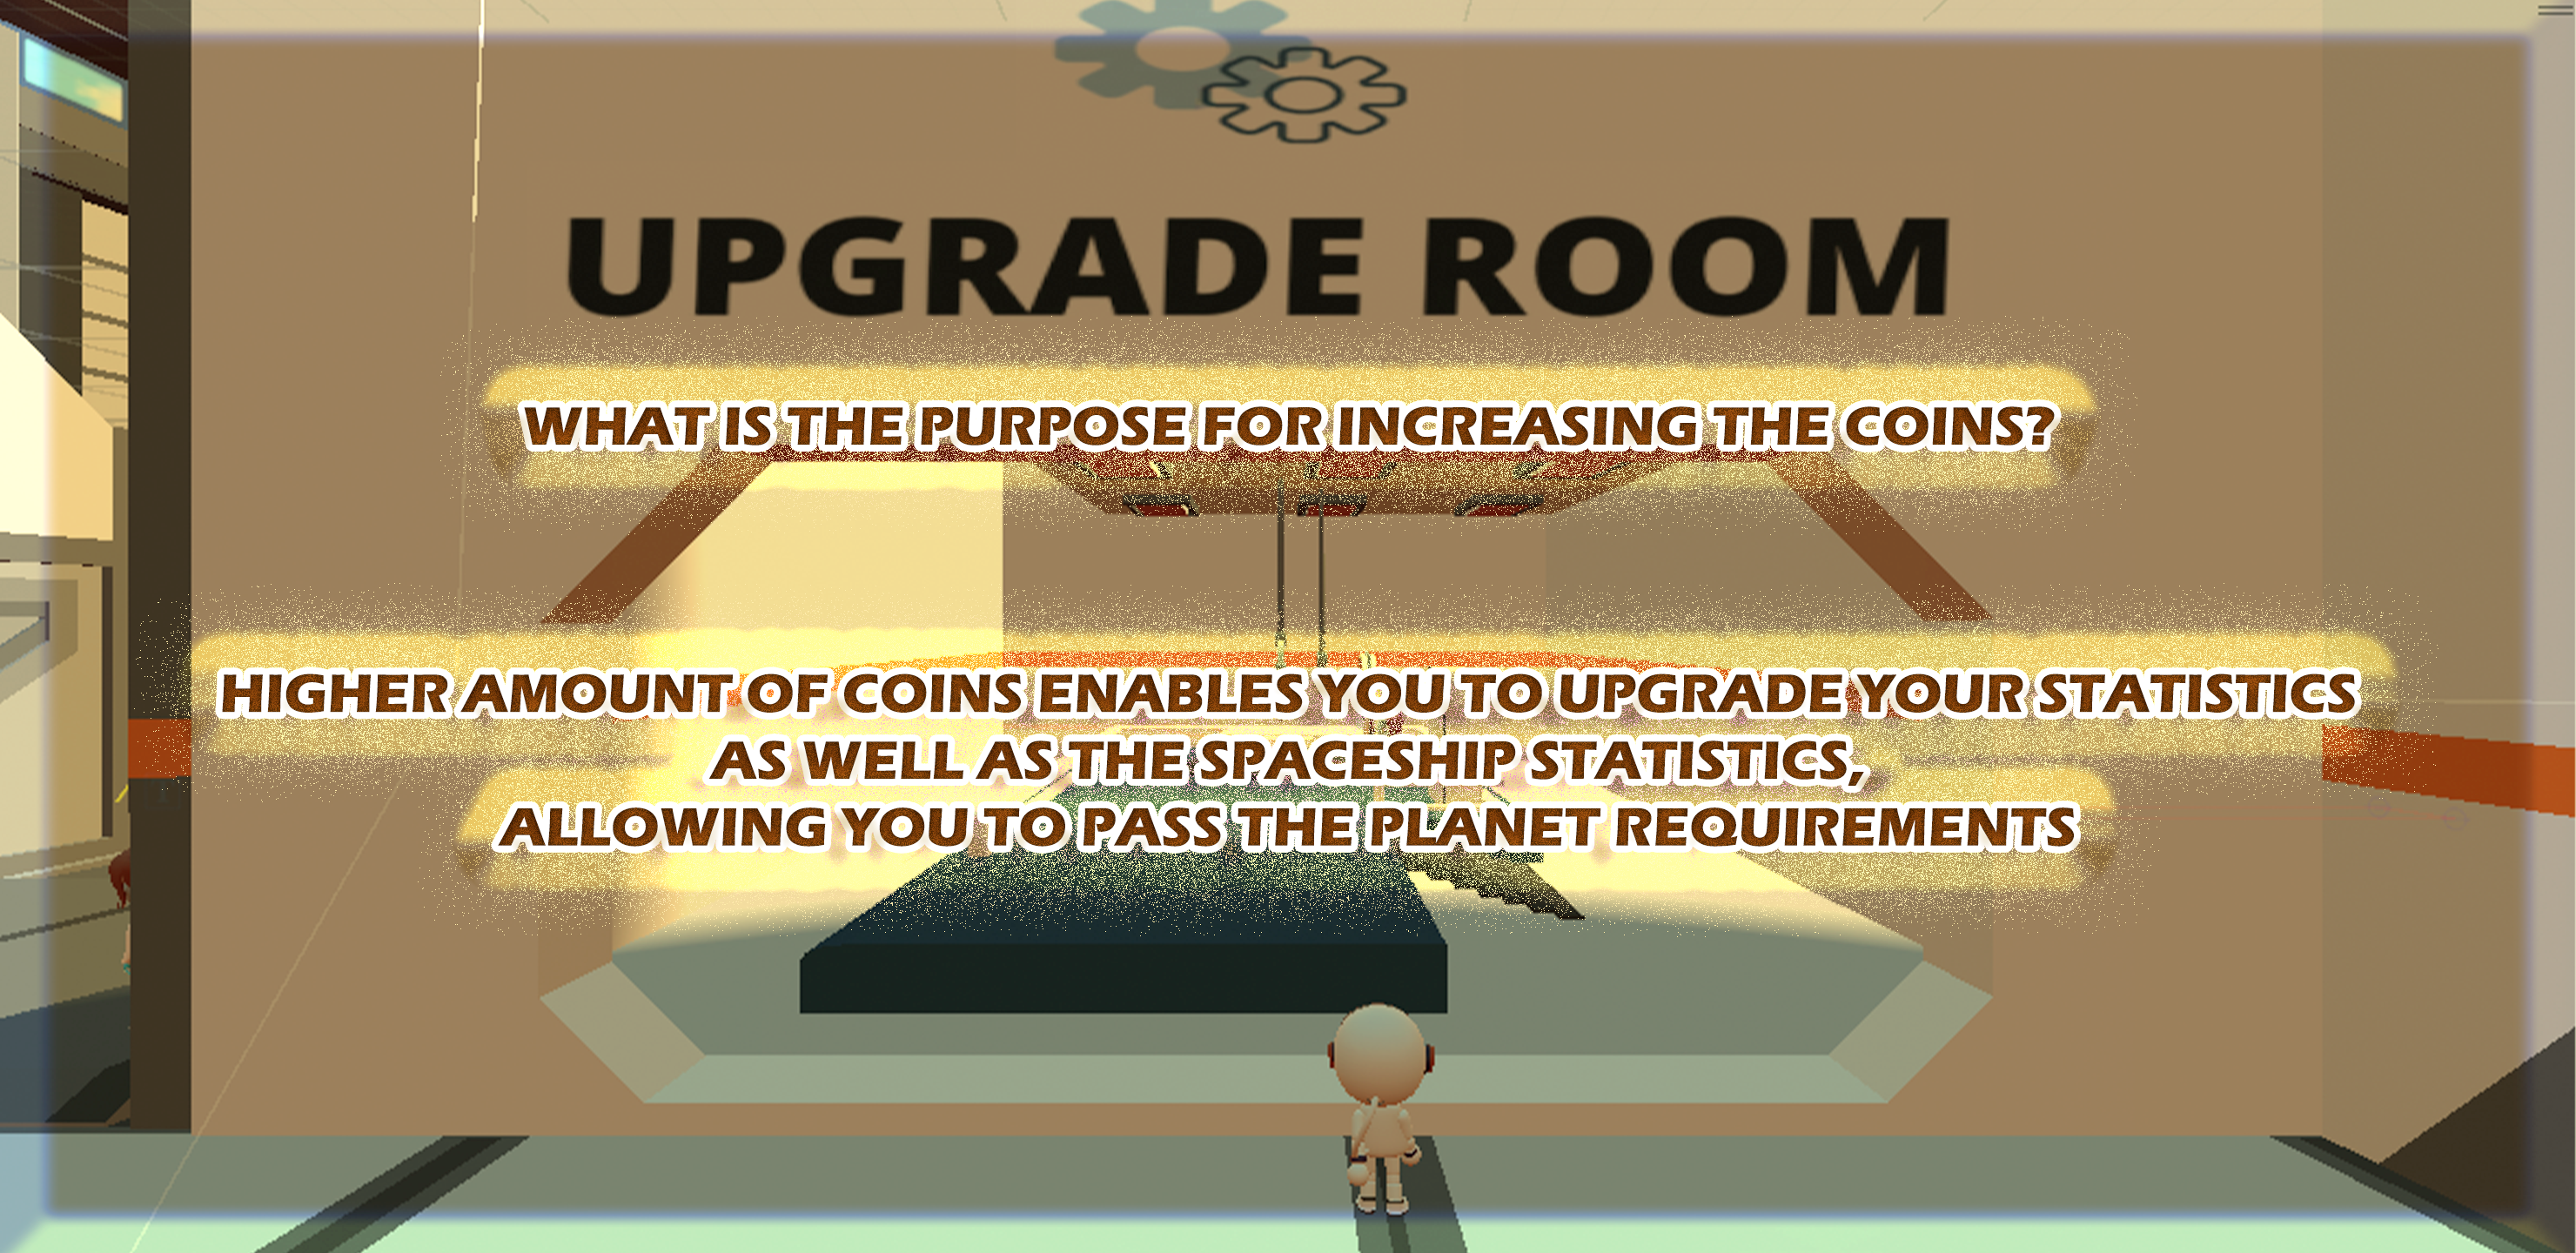 UPGRADE ROOM
WHAT IS THE PURPOSE FOR INCREASING THE COINS?
HIGHER AMOUNT OF COINS ENABLES YOU TO UPGRADE YOUR STATISTICS
AS WELL AS THE SPACESHIP STATISTICS,
ALLOWING YOU TO PASS THE PLANET REQUIREMENTS